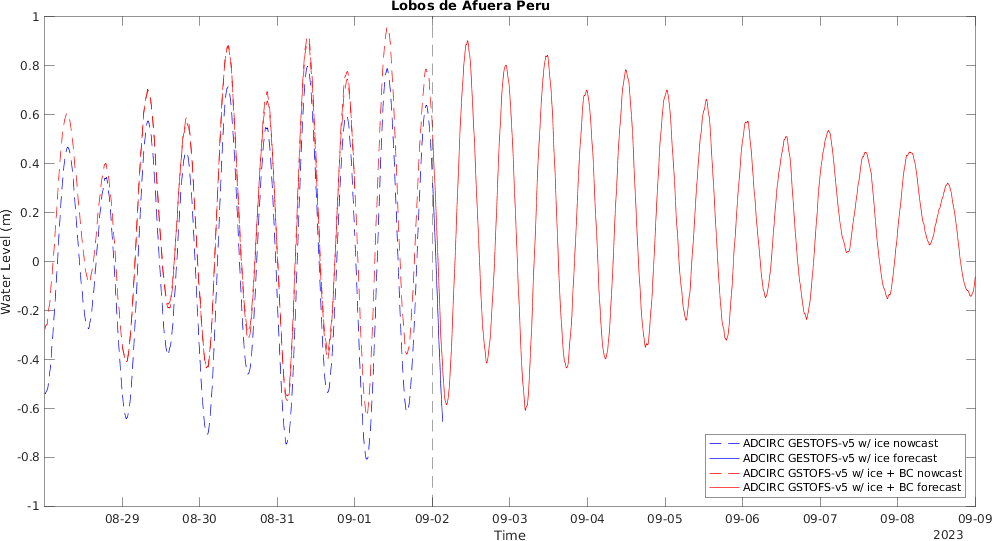 Lobos de Afuera Peru
Water Level (m)
1
0.8
0.6
0.4
0.2
0
-0.2
-0.4
-0.6
-0.8
-1
ADCIRC GESTOFS-v5 w/ ice nowcast
ADCIRC GESTOFS-v5 w/ ice forecast
ADCIRC GSTOFS-v5 w/ ice + BC nowcast
ADCIRC GSTOFS-v5 w/ ice + BC forecast
08-29 08-30 08-31 09-01 09-02 09-03 09-04 09-05 09-06 09-07 09-08 09-09
Time
2023